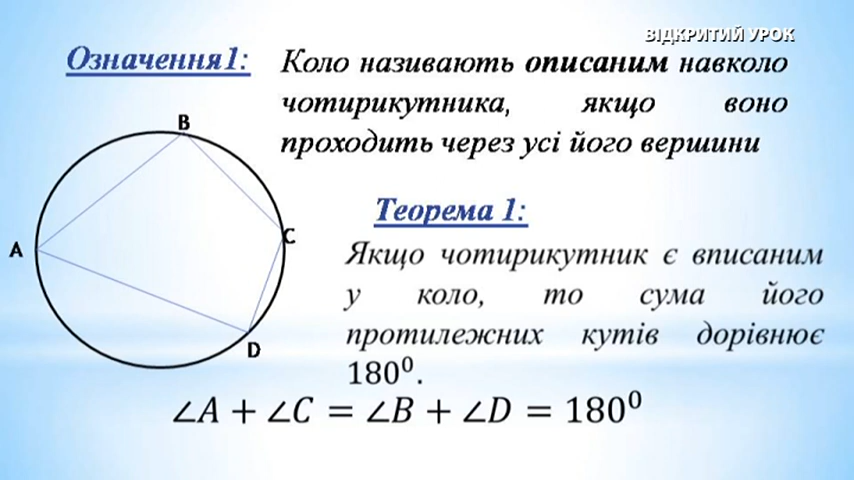 ВІДКРИТИЙ УРОК
Означення1:
Коло називають описаним навколо
чотирикутника, якщо воно
проходить через усі його вершини
B
A
C
D
Теорема 1:
Якщо чотирикутник є вписаним
у коло, то сума його
протилежних кутів дорівнює
180⁰.
∠A + ∠C = ∠B + ∠D = 180⁰